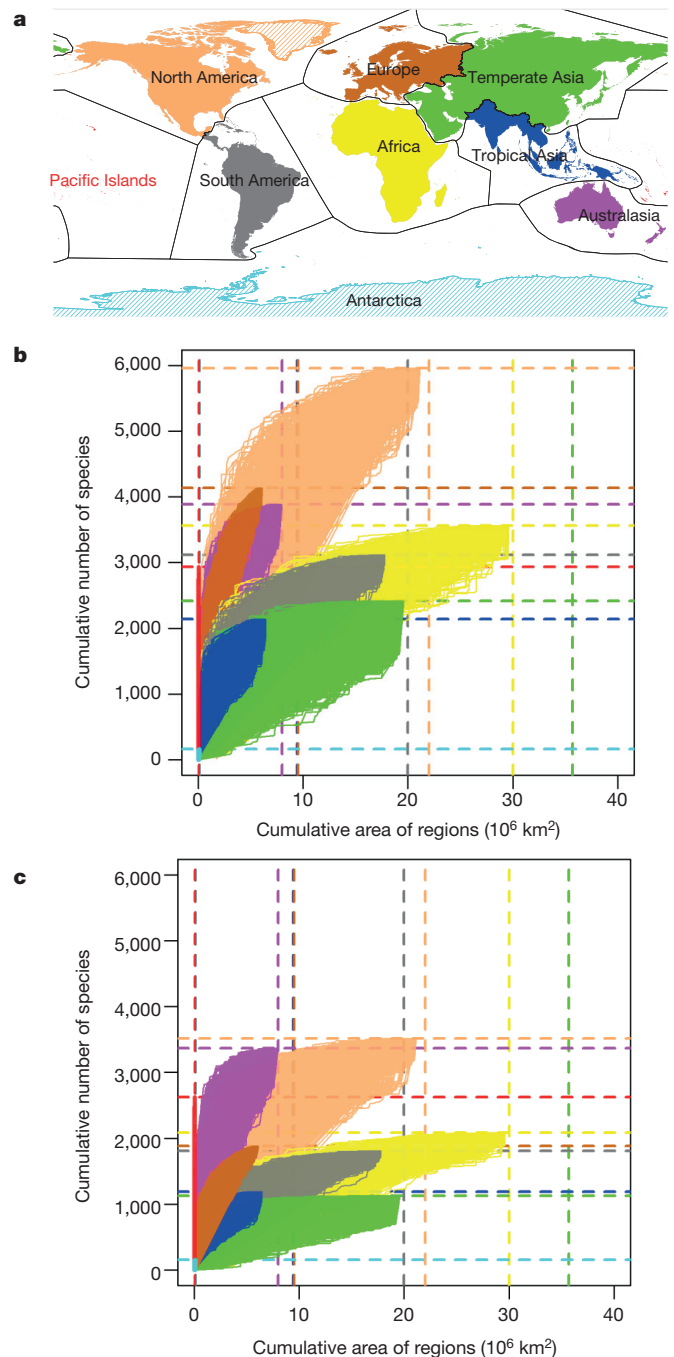 a
North America
Europe
Temperate Asia
Africa
Tropical Asia
Pacific Islands
South America
Australasia
Antarctica
b
6,000
5,000
4,000
3,000
2,000
1,000
0
Cumulative number of species
0
10
20
30
40
Cumulative area of regions (10⁶ km²)
c
6,000
5,000
4,000
3,000
2,000
1,000
0
Cumulative number of species
0
10
20
30
40
Cumulative area of regions (10⁶ km²)